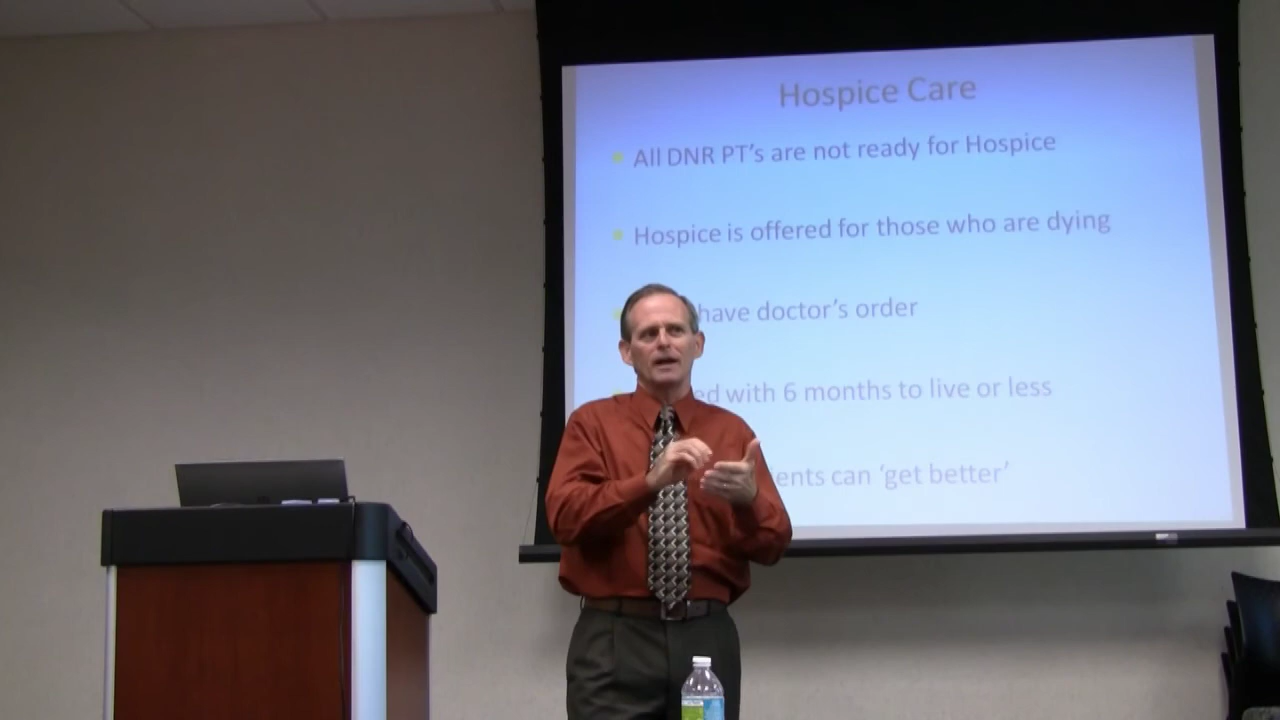 Hospice Care
All DNR PT's are not ready for Hospice
Hospice is offered for those who are dying
have doctor's order
with 6 months to live or less
can 'get better'